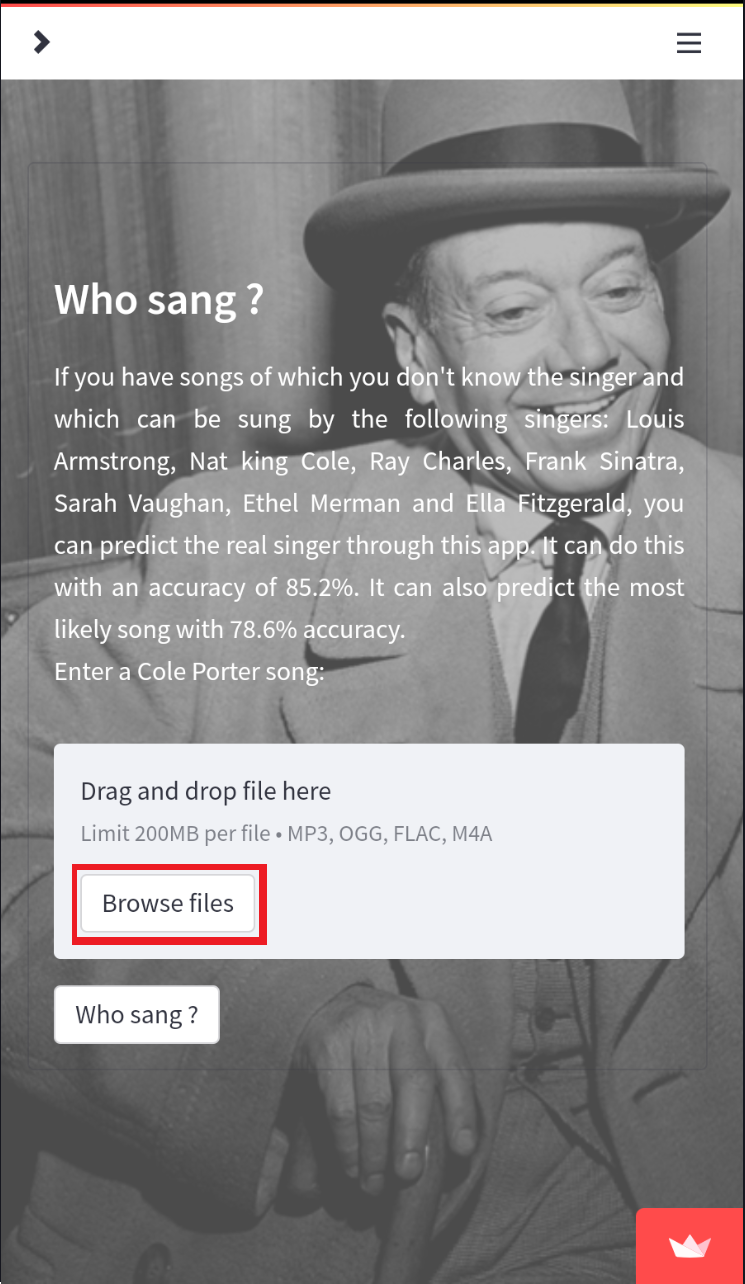 Who sang ?
If you have songs of which you don't know the singer and
which can be sung by the following singers: Louis
Armstrong, Nat king Cole, Ray Charles, Frank Sinatra,
Sarah Vaughan, Ethel Merman and Ella Fitzgerald, you
can predict the real singer through this app. It can do this
with an accuracy of 85.2%. It can also predict the most
likely song with 78.6% accuracy.
Enter a Cole Porter song:
Drag and drop file here
Limit 200MB per file • MP3, OGG, FLAC, M4A
Browse files
Who sang ?